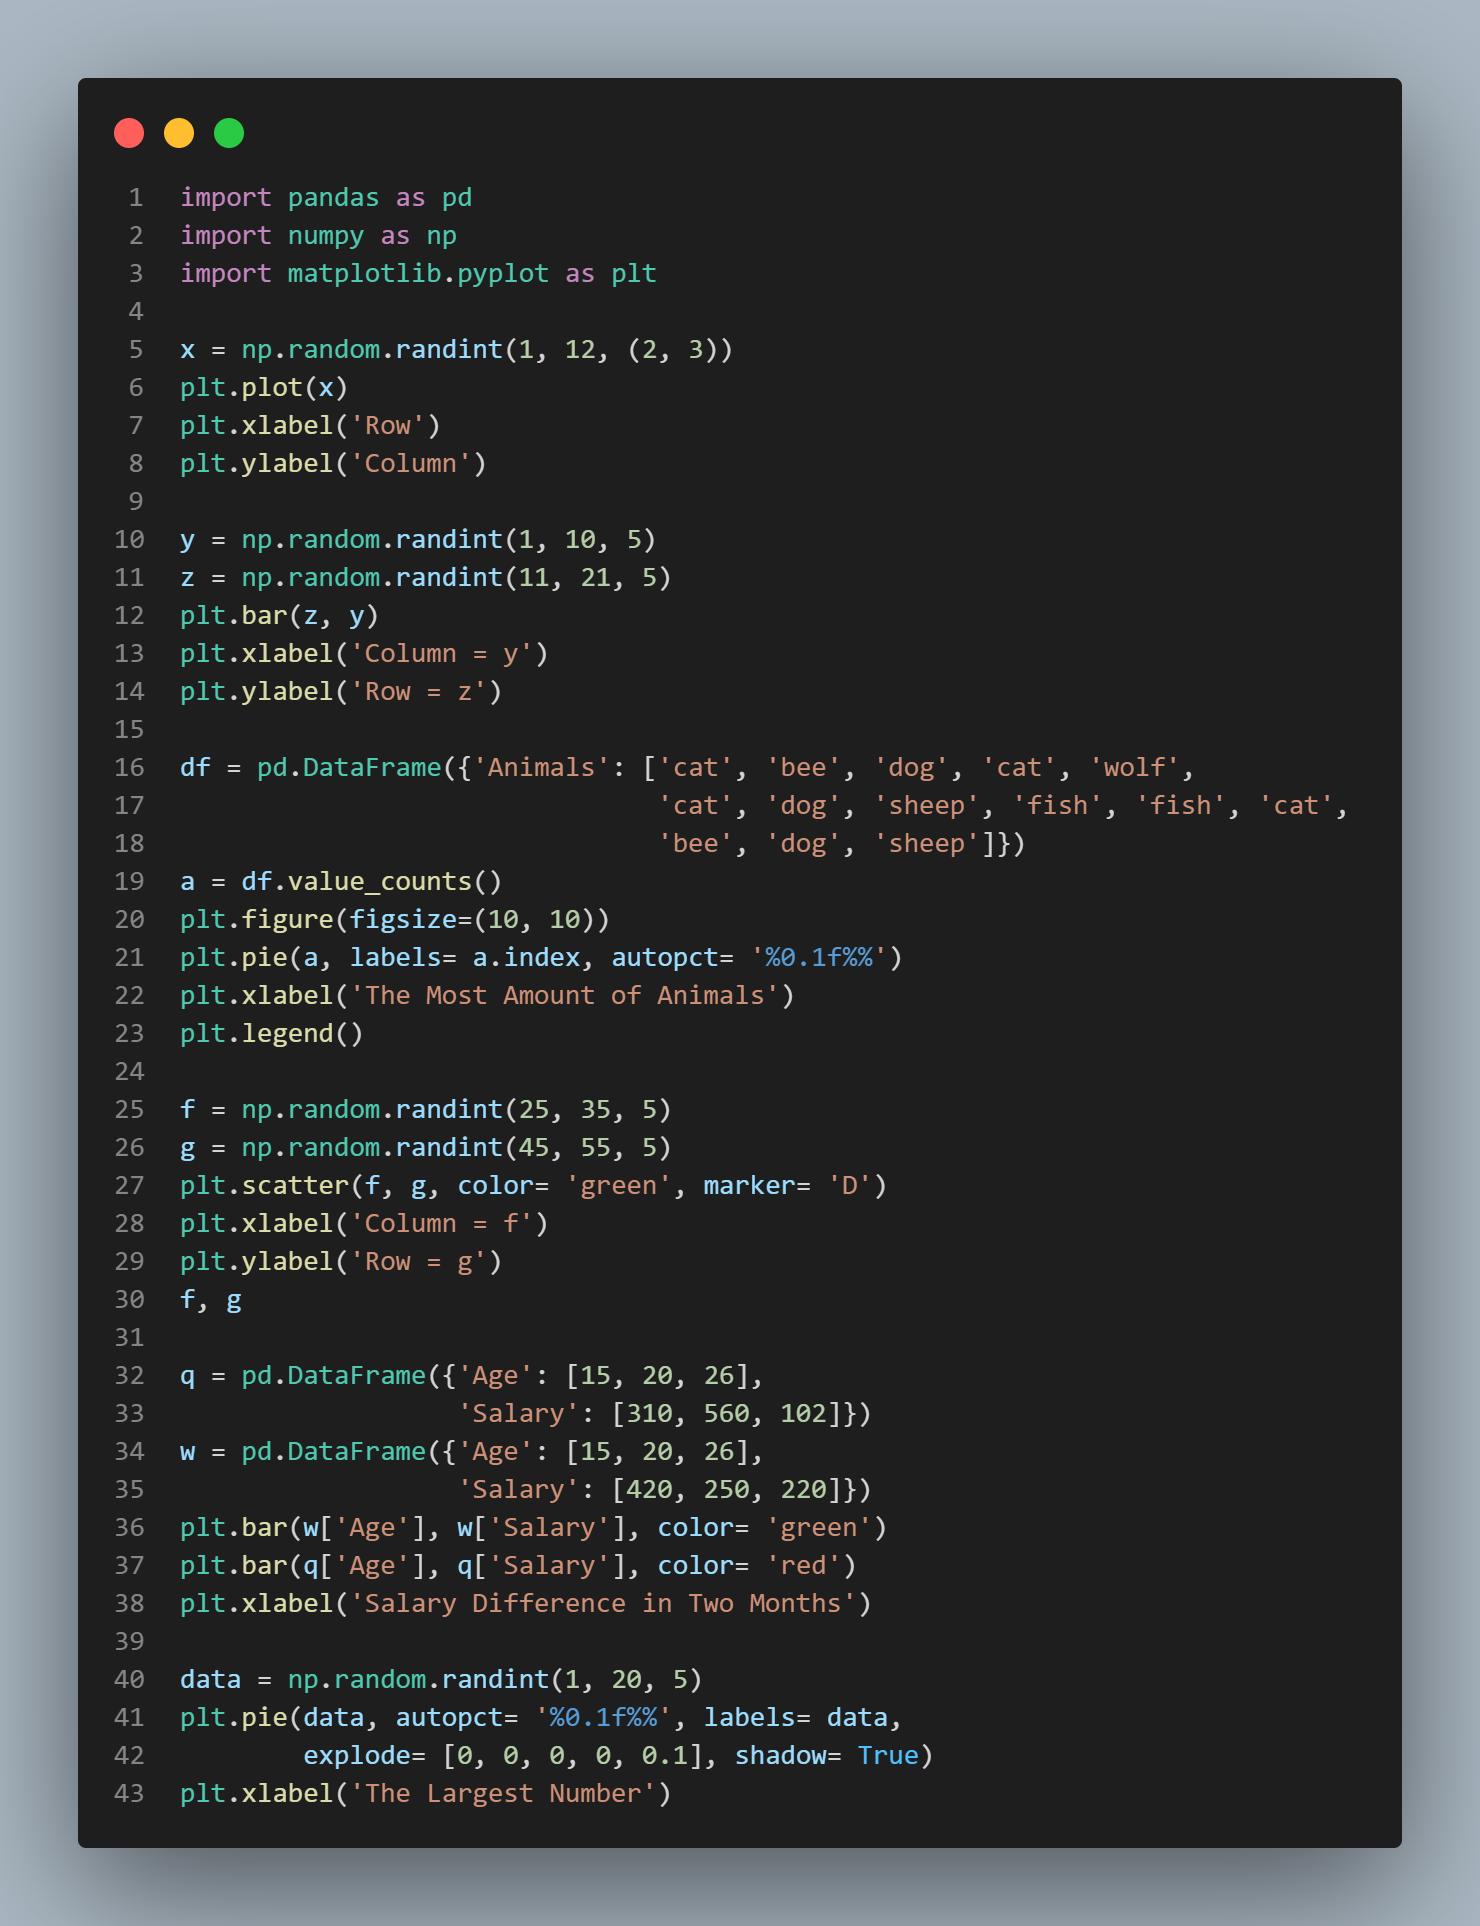 1 import pandas as pd
2 import numpy as np
3 import matplotlib.pyplot as plt
4
5 x = np.random.randint(1, 12, (2, 3))
6 plt.plot(x)
7 plt.xlabel('Row')
8 plt.ylabel('Column')
9
10 y = np.random.randint(1, 10, 5)
11 z = np.random.randint(11, 21, 5)
12 plt.bar(z, y)
13 plt.xlabel('Column = y')
14 plt.ylabel('Row = z')
15
16 df = pd.DataFrame({'Animals': ['cat', 'bee', 'dog', 'cat', 'wolf',
17                                'cat', 'dog', 'sheep', 'fish', 'fish', 'cat',
18                                'bee', 'dog', 'sheep']})
19 a = df.value_counts()
20 plt.figure(figsize=(10, 10))
21 plt.pie(a, labels= a.index, autopct= '%0.1f%%')
22 plt.xlabel('The Most Amount of Animals')
23 plt.legend()
24
25 f = np.random.randint(25, 35, 5)
26 g = np.random.randint(45, 55, 5)
27 plt.scatter(f, g, color= 'green', marker= 'D')
28 plt.xlabel('Column = f')
29 plt.ylabel('Row = g')
30 f, g
31
32 q = pd.DataFrame({'Age': [15, 20, 26],
33                   'Salary': [310, 560, 102]})
34 w = pd.DataFrame({'Age': [15, 20, 26],
35                   'Salary': [420, 250, 220]})
36 plt.bar(w['Age'], w['Salary'], color= 'green')
37 plt.bar(q['Age'], q['Salary'], color= 'red')
38 plt.xlabel('Salary Difference in Two Months')
39
40 data = np.random.randint(1, 20, 5)
41 plt.pie(data, autopct= '%0.1f%%', labels= data,
42         explode= [0, 0, 0, 0, 0.1], shadow= True)
43 plt.xlabel('The Largest Number')